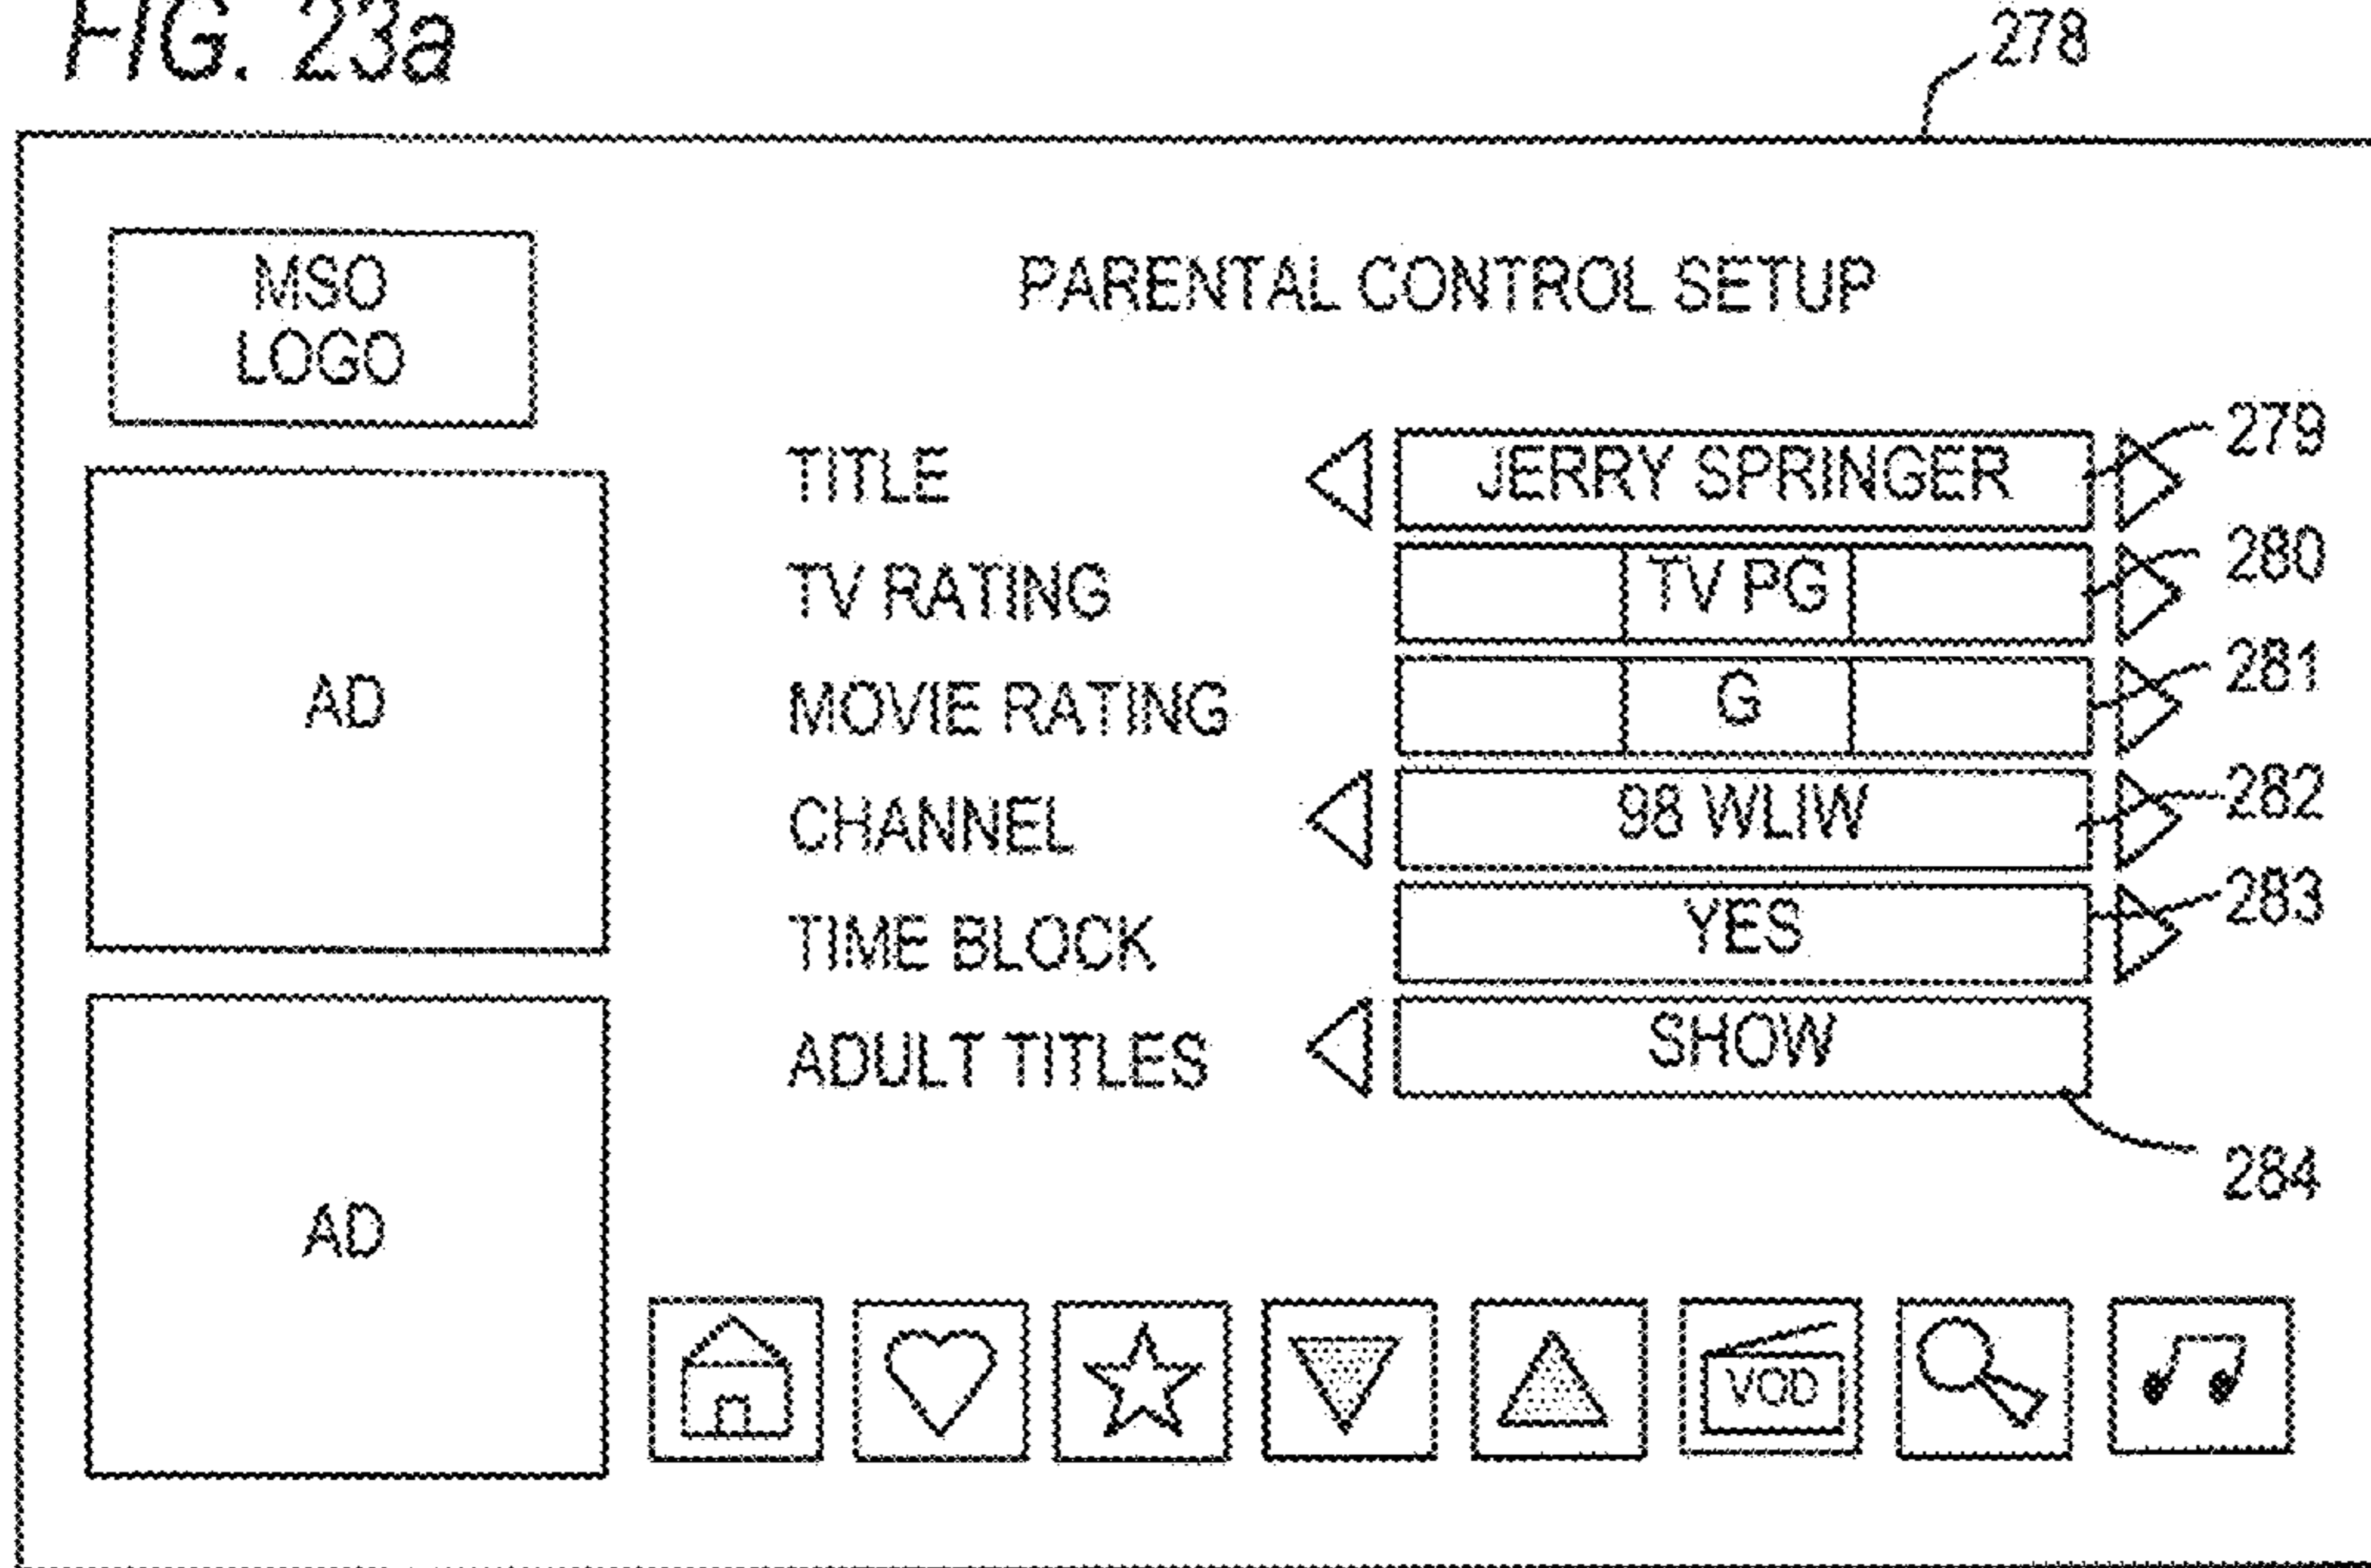 FIG. 23a
278
MSO
LOGO
PARENTAL CONTROL SETUP
TITLE JERRY SPRINGER 279
TV RATING TV PG 280
AD
MOVIE RATING G 281
CHANNEL 98 WLIW 282
TIME BLOCK YES 283
ADULT TITLES SHOW
284
AD
VOD